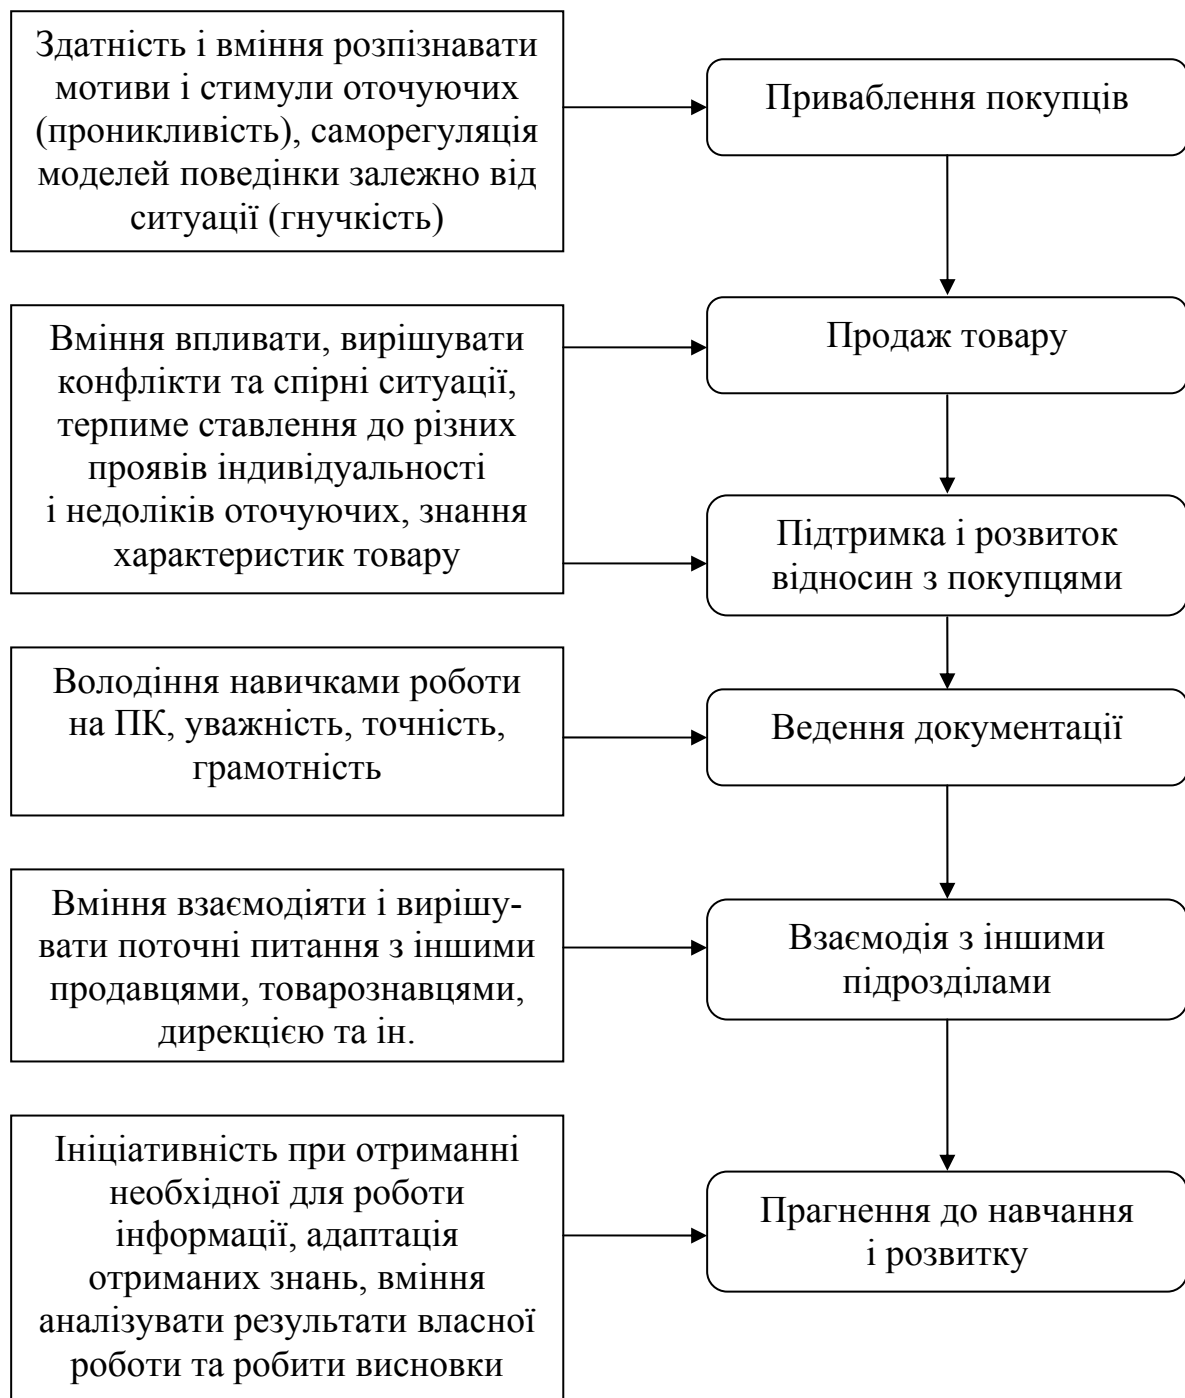 Здатність і вміння розпізнавати
мотиви і стимули оточуючих
(проникливість), саморегуляція
моделей поведінки залежно від
ситуації (гнучкість)
Приваблення покупців
Вміння впливати, вирішувати
конфлікти та спірні ситуації,
терпиме ставлення до різних
проявів індивідуальності
і недоліків оточуючих, знання
характеристик товару
Продаж товару
Підтримка і розвиток
відносин з покупцями
Володіння навичками роботи
на ПК, уважність, точність,
грамотність
Ведення документації
Вміння взаємодіяти і вирішу-
вати поточні питання з іншими
продавцями, товарознавцями,
дирекцією та ін.
Взаємодія з іншими
підрозділами
Ініціативність при отриманні
необхідної для роботи
інформації, адаптація
отриманих знань, вміння
аналізувати результати власної
роботи та робити висновки
Прагнення до навчання
і розвитку